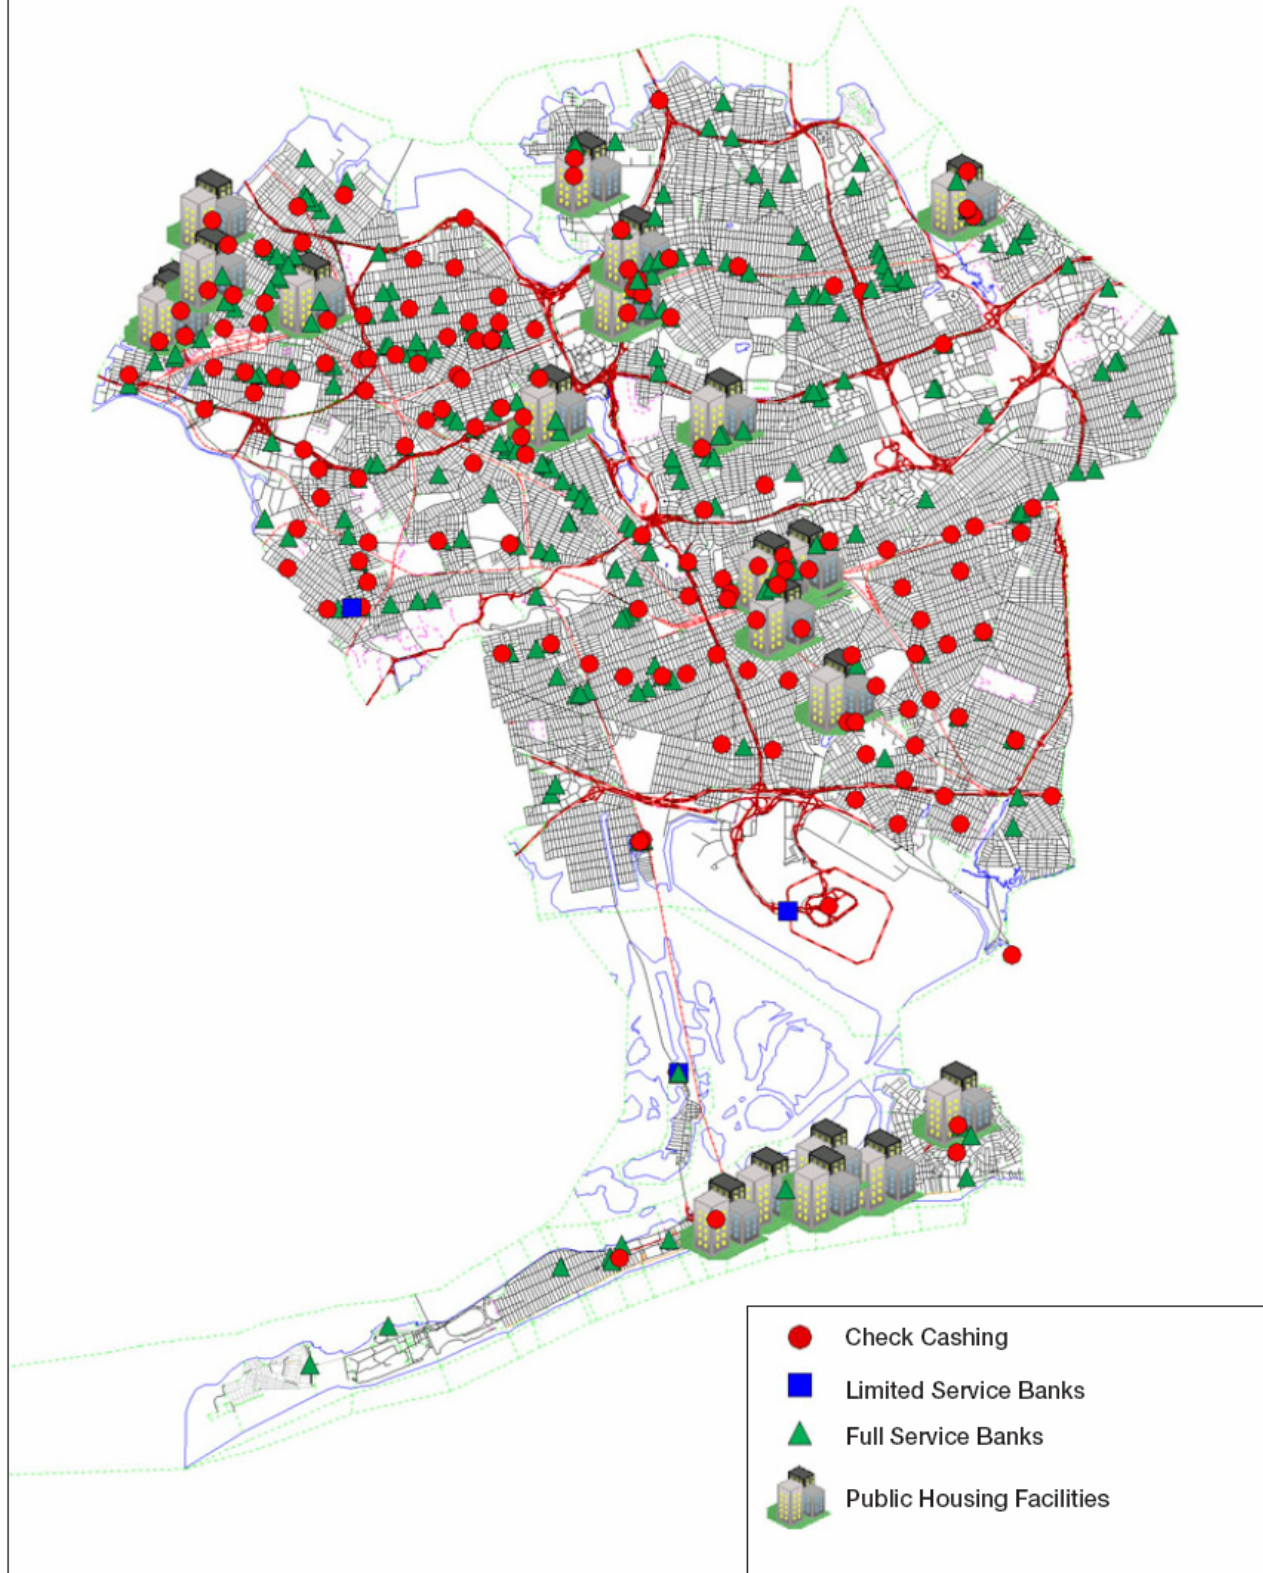 Check Cashing
Limited Service Banks
Full Service Banks
Public Housing Facilities